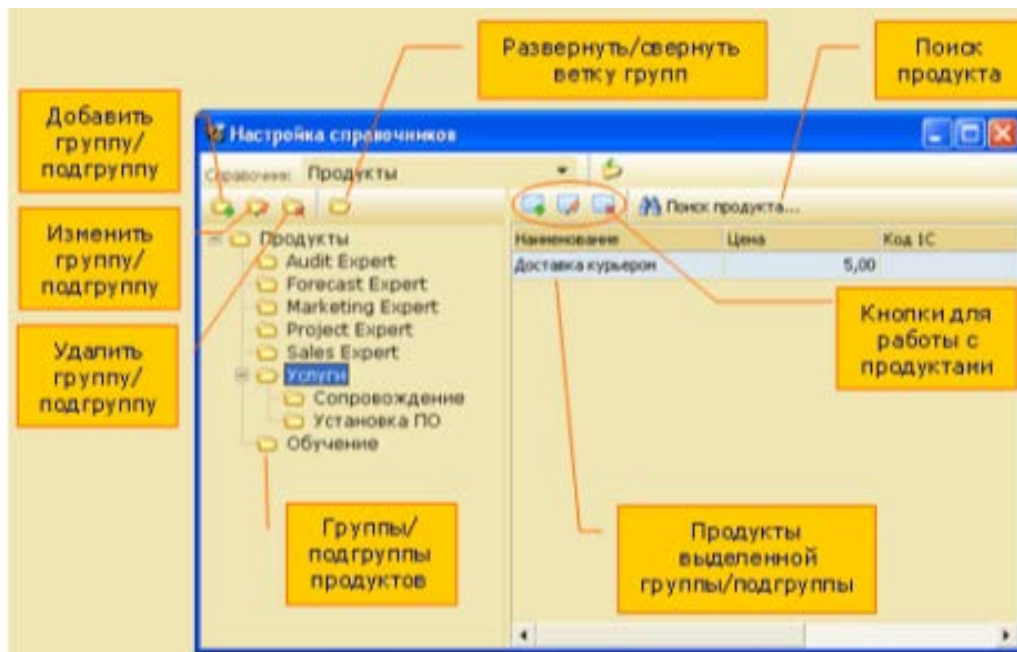 Развернуть/свернуть
ветку групп
Поиск
продукта
Добавить
группу/
подгруппу
Настройка справочников
Справочник: Продукты
Изменить
группу/
подгруппу
Поиск продукта...
Наименование Цена Код 1С
Доставка курьером 5,00
Продукты
Audit Expert
Forecast Expert
Marketing Expert
Project Expert
Sales Expert
Услуги
Сопровождение
Установка ПО
Обучение
Удалить
группу/
подгруппу
Кнопки для
работы с
продуктами
Группы/
подгруппы
продуктов
Продукты
выделенной
группы/подгруппы